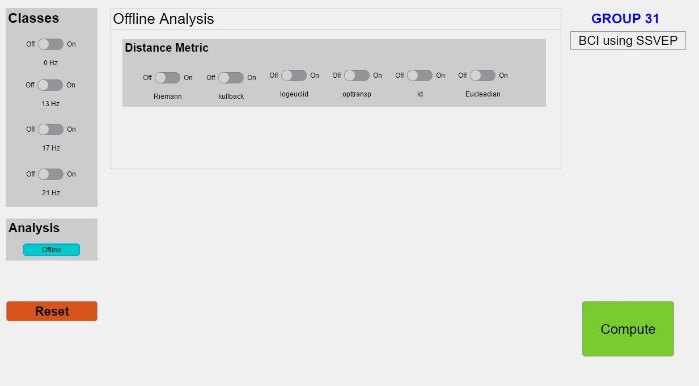 Classes
Off On
0 Hz
Off On
13 Hz
Off On
17 Hz
Off On
21 Hz
Analysis
Offline
Reset
Offline Analysis
Distance Metric
Off On Off On Off On Off On Off On Off On
Riemann kullback logeuclid opttransp ld Eucleadian
GROUP 31
BCI using SSVEP
Compute